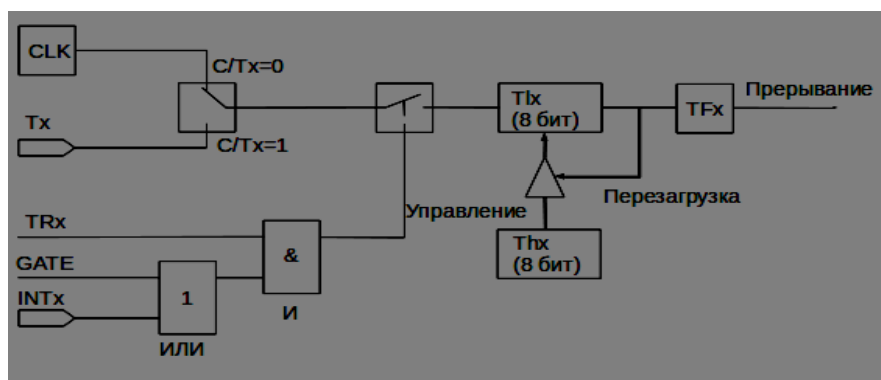 CLK
C/Tx=0
Tx
C/Tx=1
Tlx
(8 бит)
TFx
Прерывание
Перезагрузка
Управление
Thx
(8 бит)
TRx
GATE
INTx
&
1
И
ИЛИ